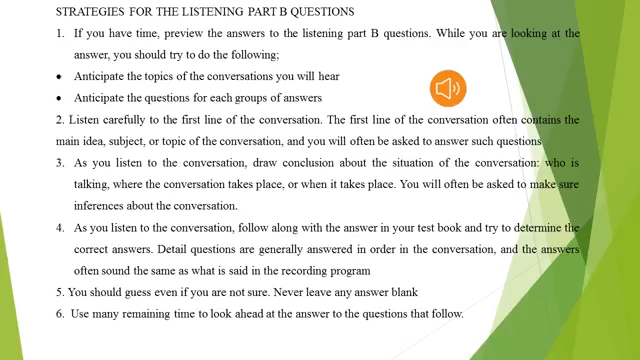 STRATEGIES FOR THE LISTENING PART B QUESTIONS
1. If you have time, preview the answers to the listening part B questions. While you are looking at the
answer, you should try to do the following;
• Anticipate the topics of the conversations you will hear
• Anticipate the questions for each groups of answers
2. Listen carefully to the first line of the conversation. The first line of the conversation often contains the
main idea, subject, or topic of the conversation, and you will often be asked to answer such questions
3. As you listen to the conversation, draw conclusion about the situation of the conversation: who is
talking, where the conversation takes place, or when it takes place. You will often be asked to make sure
inferences about the conversation.
4. As you listen to the conversation, follow along with the answer in your test book and try to determine the
correct answers. Detail questions are generally answered in order in the conversation, and the answers
often sound the same as what is said in the recording program
5. You should guess even if you are not sure. Never leave any answer blank
6. Use many remaining time to look ahead at the answer to the questions that follow.